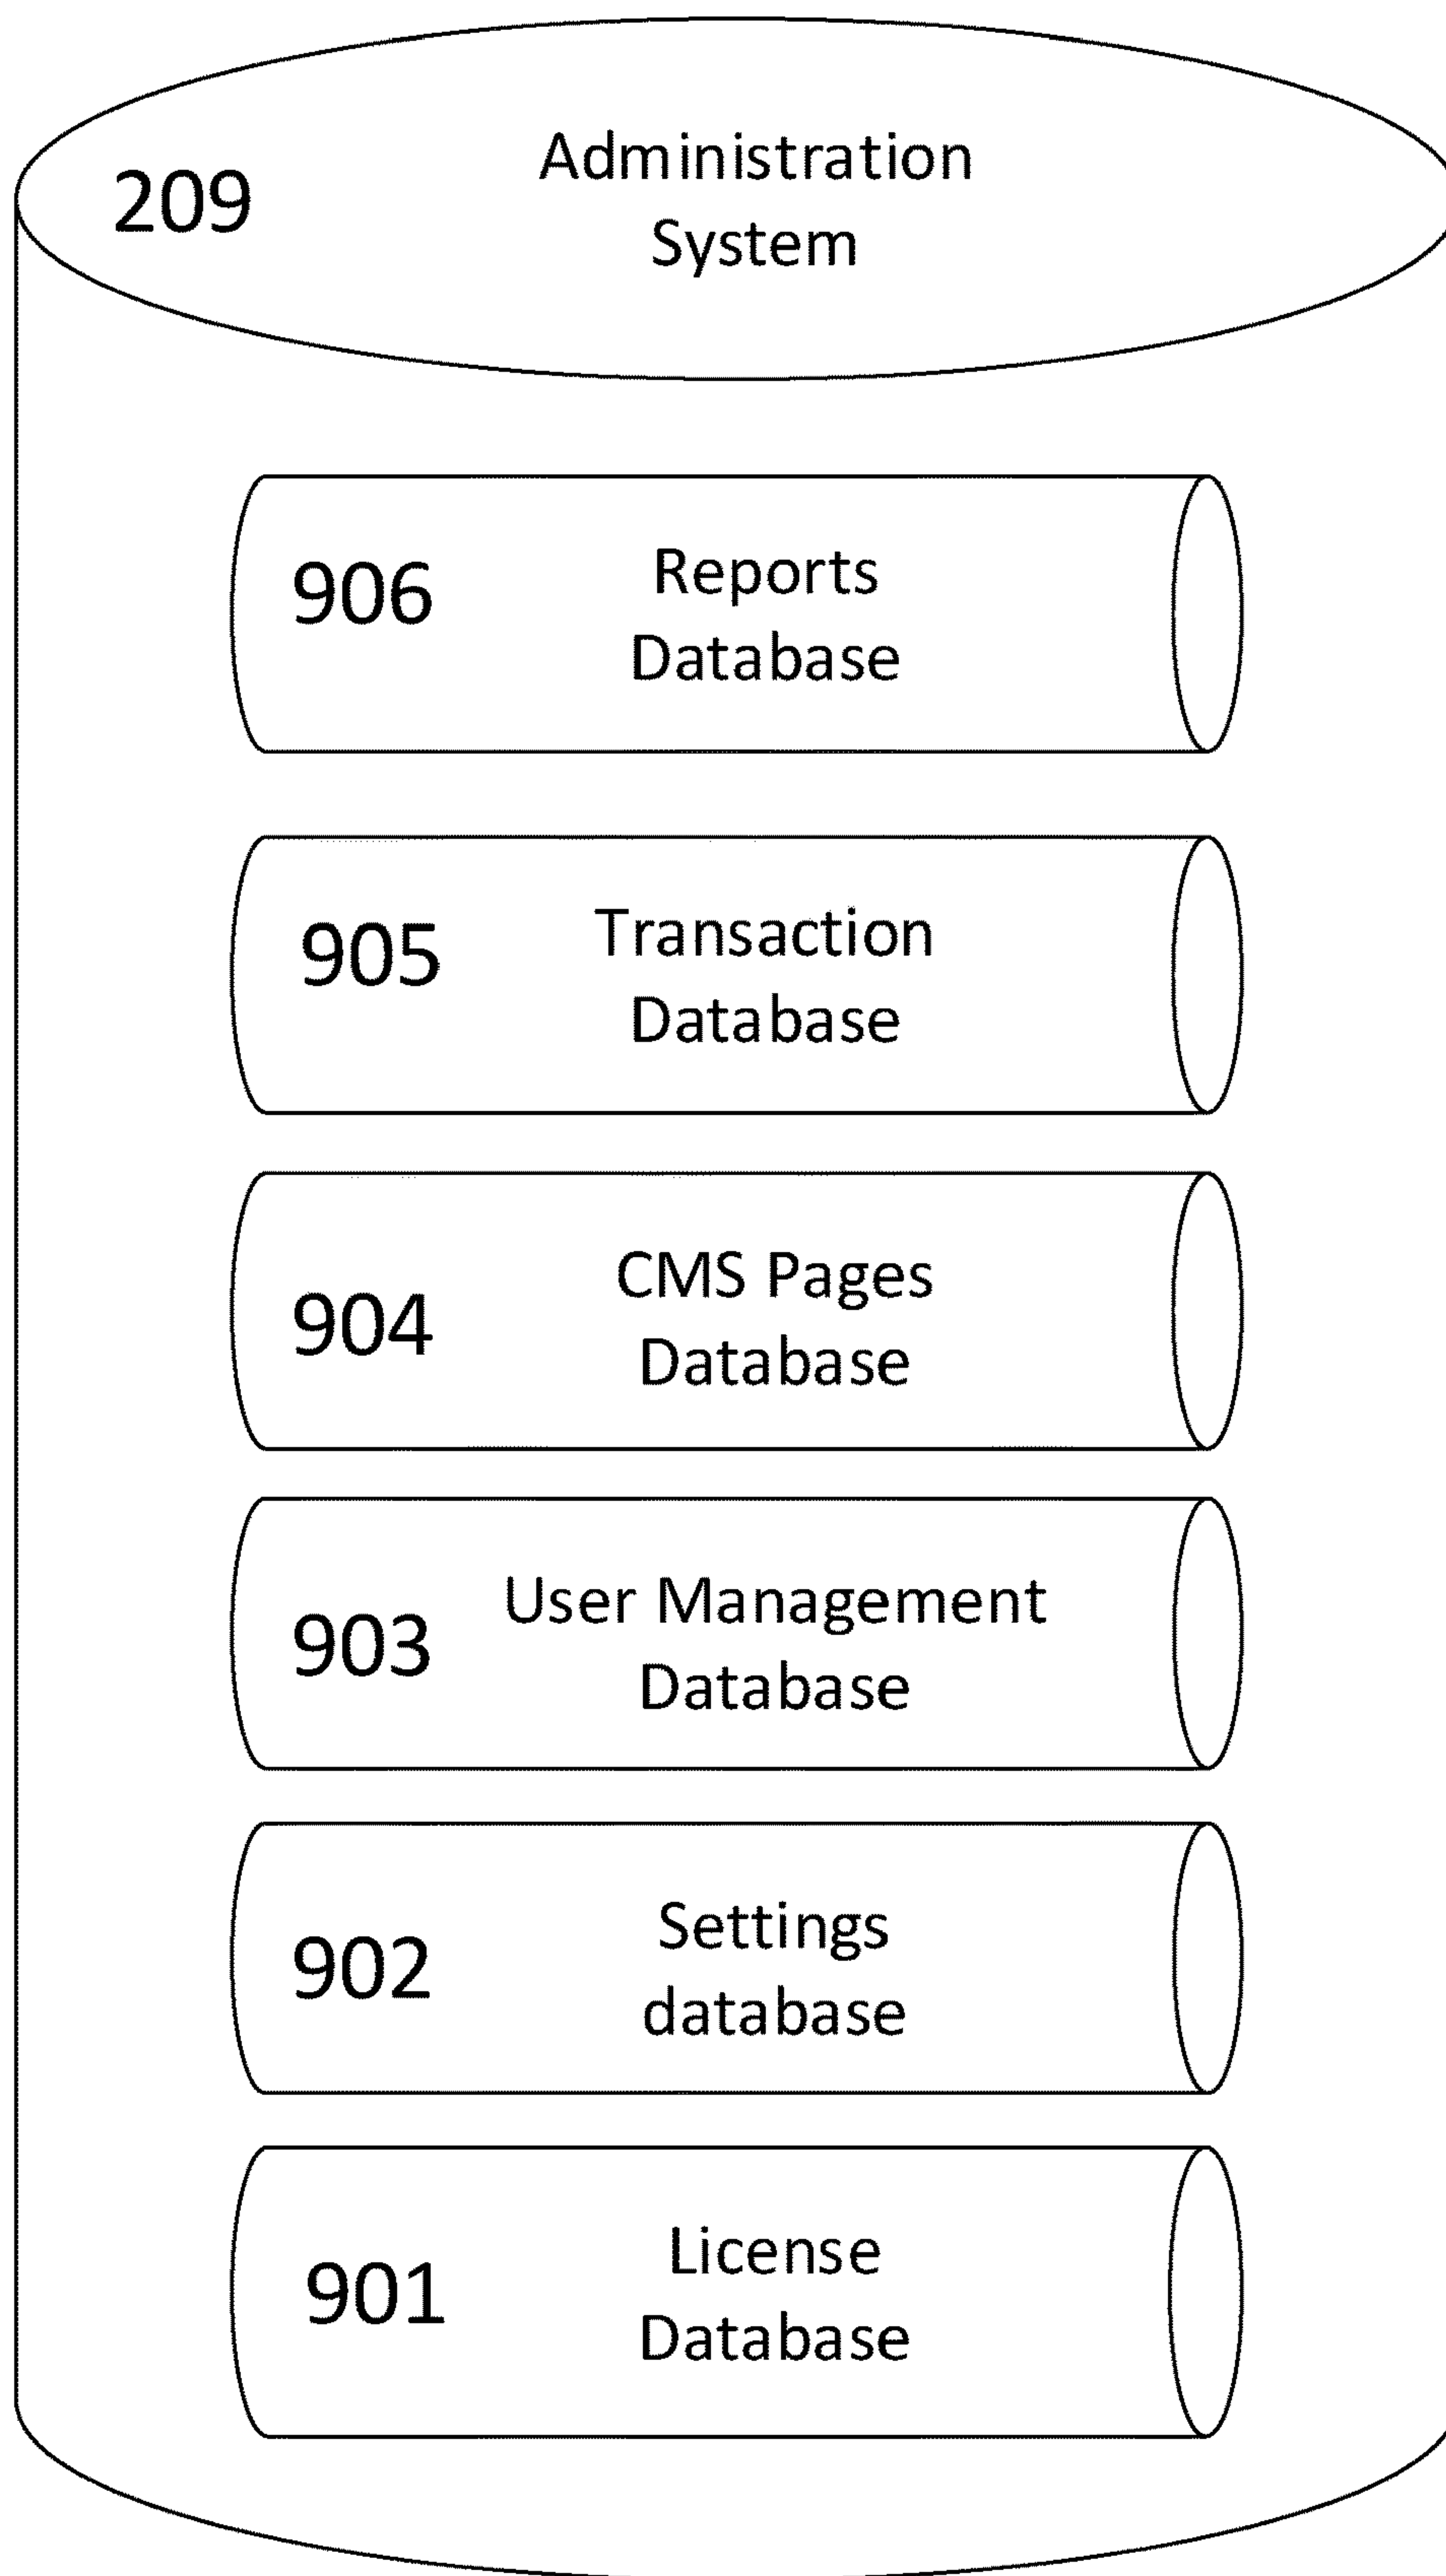 209
Administration
System
906
Reports
Database
905
Transaction
Database
904
CMS Pages
Database
903
User Management
Database
902
Settings
database
901
License
Database